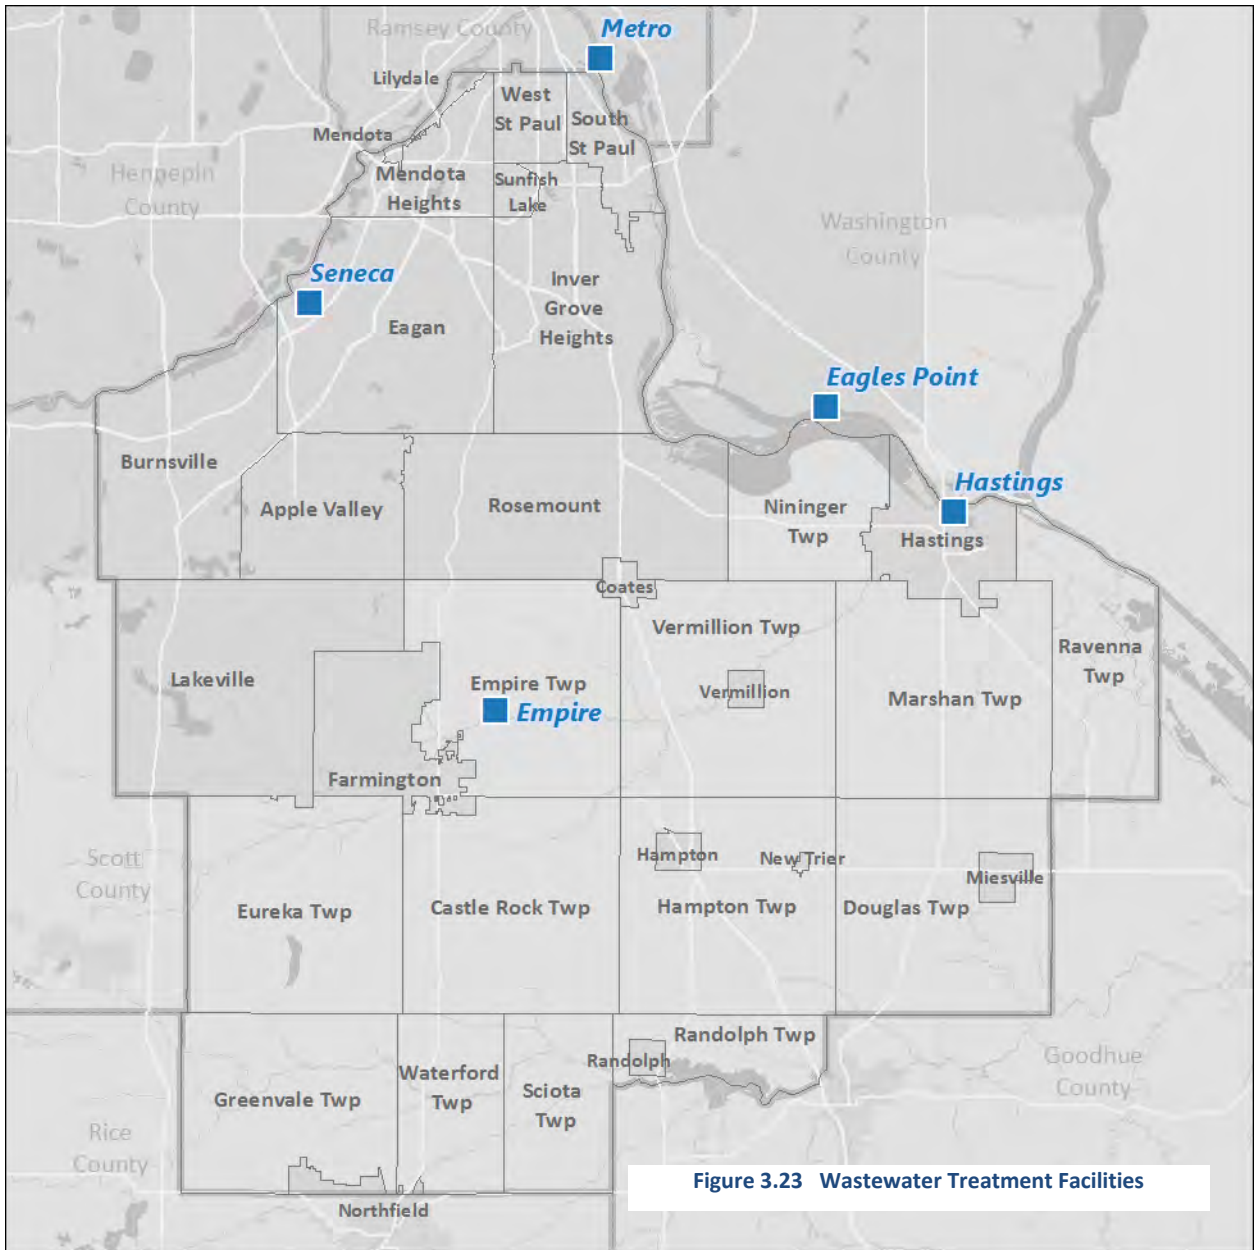 Ramsey County
Metro
Lilydale
West
St Paul
South
St Paul
Mendota
Hennepin
County
Mendota
Heights
Sunfish
Lake
Washington
County
Seneca
Inver
Grove
Heights
Eagan
Eagles Point
Burnsville
Apple Valley
Rosemount
Nininger
Twp
Hastings
Hastings
Coates
Vermillion Twp
Ravenna
Twp
Lakeville
Empire Twp
Vermillion
Marshan Twp
Empire
Farmington
Scott
County
Hampton
New Trier
Miesville
Eureka Twp
Castle Rock Twp
Hampton Twp
Douglas Twp
Randolph Twp
Randolph
Goodhue
County
Greenvale Twp
Waterford
Twp
Sciota
Twp
Rice
County
Northfield
Figure 3.23 Wastewater Treatment Facilities